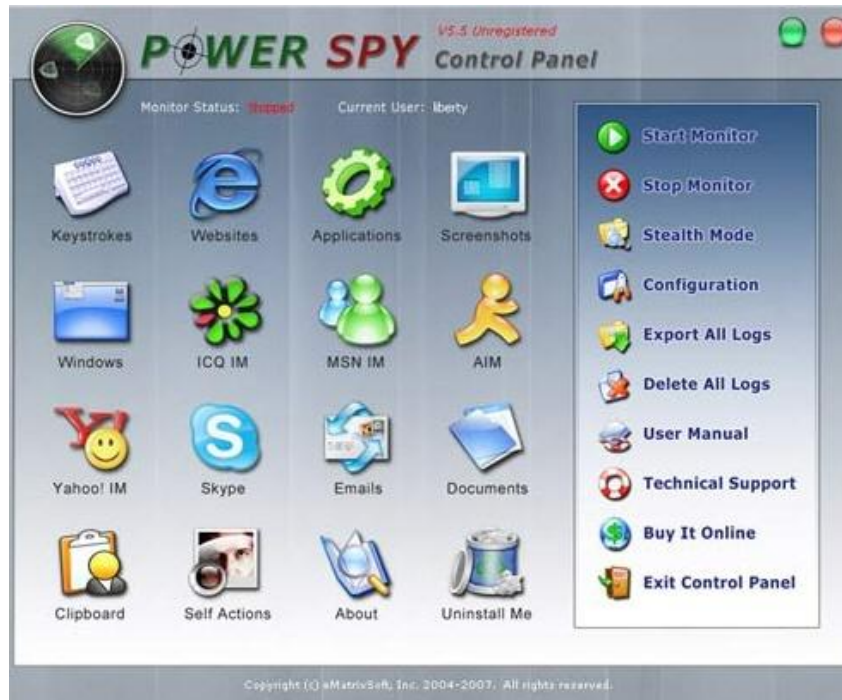 POWER SPY
V5.5 Unregistered
Control Panel
Monitor Status: Stopped Current User: liberty
Keystrokes Websites Applications Screenshots
Windows ICQ IM MSN IM AIM
Yahoo! IM Skype Emails Documents
Clipboard Self Actions About Uninstall Me
Start Monitor
Stop Monitor
Stealth Mode
Configuration
Export All Logs
Delete All Logs
User Manual
Technical Support
Buy It Online
Exit Control Panel
Copyright (c) eMatrixSoft, Inc. 2004-2007. All rights reserved.